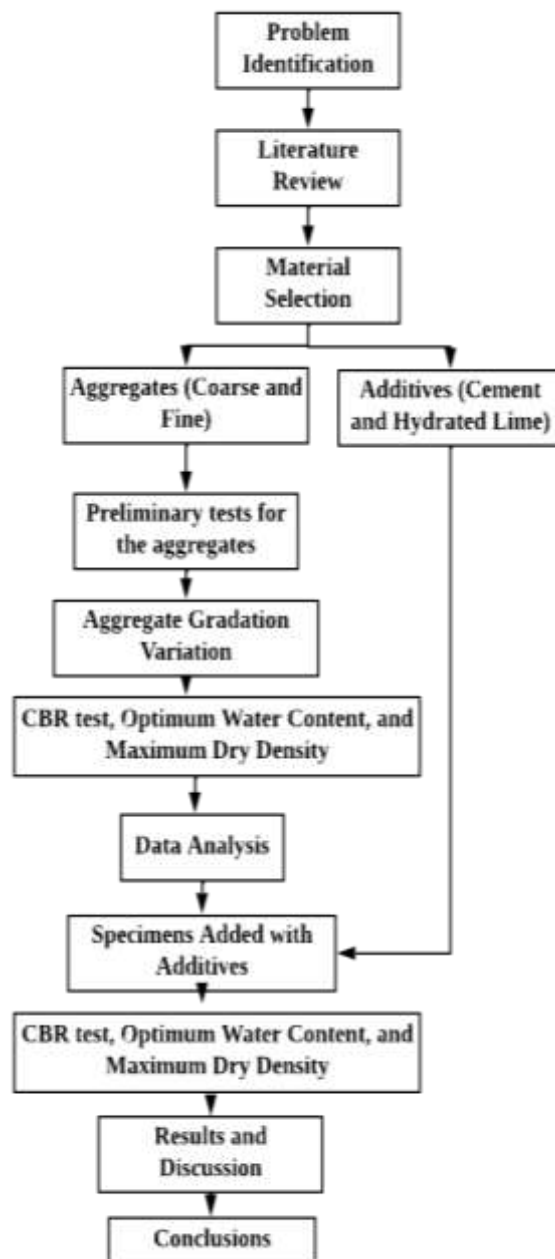 Problem
Identification
Literature
Review
Material
Selection
Aggregates (Coarse and
Fine)
Additives (Cement
and Hydrated Lime)
Preliminary tests for
the aggregates
Aggregate Gradation
Variation
CBR test, Optimum Water Content, and
Maximum Dry Density
Data Analysis
Specimens Added with
Additives
CBR test, Optimum Water Content, and
Maximum Dry Density
Results and
Discussion
Conclusions